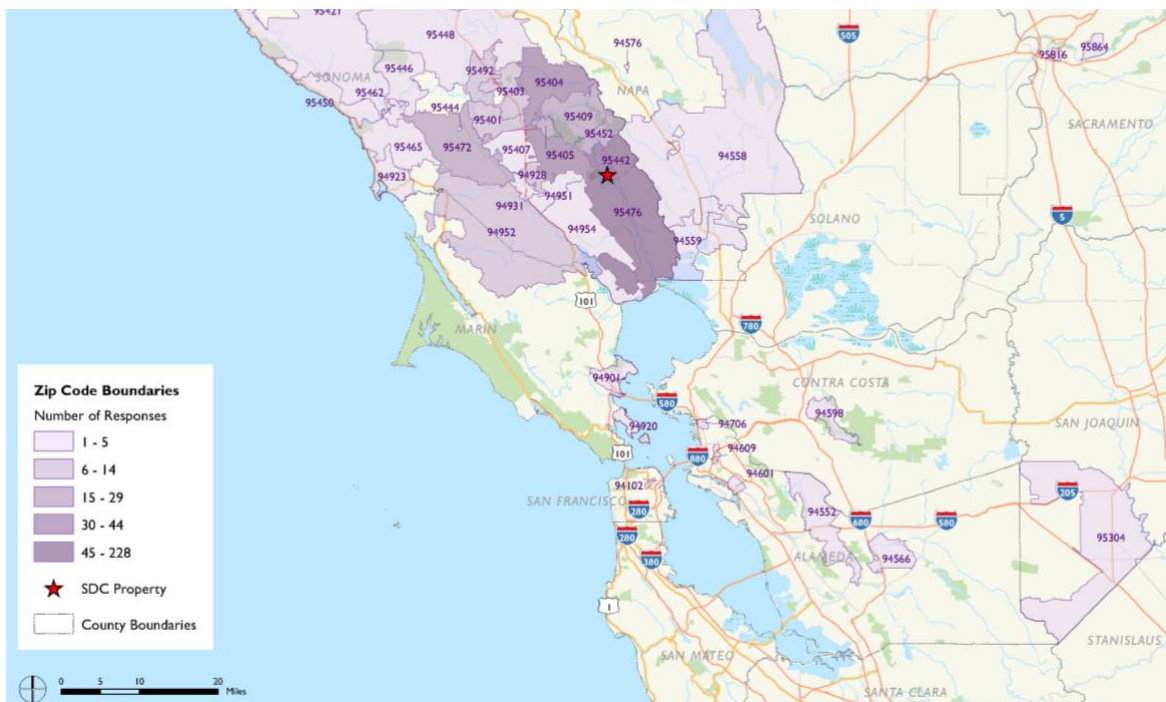 95421
95448
94576
505
95816
95864
SONOMA
95446
95492
95404
NAPA
95462
95403
95450
95444
95409
95401
95452
SACRAMENTO
95465
95472
95407
95405
95442
94558
94923
94928
94951
94931
95476
SOLANO
5
94952
94954
94559
101
MARIN
780
Zip Code Boundaries
Number of Responses
1 - 5
6 - 14
15 - 29
30 - 44
45 - 228
SDC Property
County Boundaries
0 5 10 20
Miles
94901
580
CONTRA COSTA
94598
SAN JOAQUIN
94920
94706
101
880
94609
94601
94102
SAN FRANCISCO
280
205
94552
680
580
280
380
ALAMEDA
94566
95304
1
SAN MATEO
STANISLAUS
SANTA CLARA